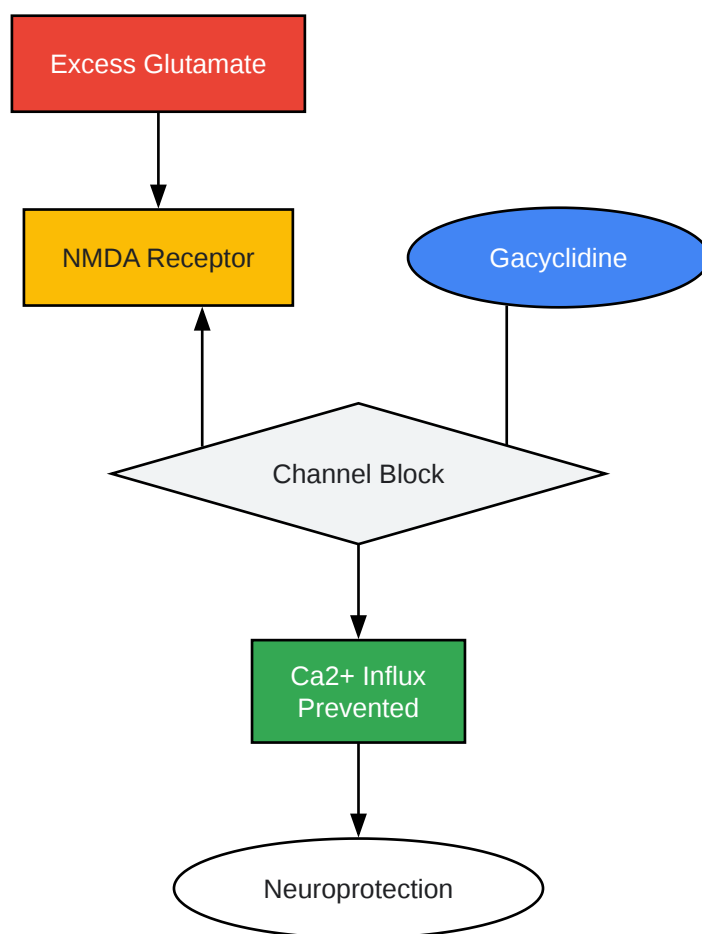 Excess Glutamate
NMDA Receptor
Gacyclidine
Channel Block
Ca2+ Influx
Prevented
Neuroprotection